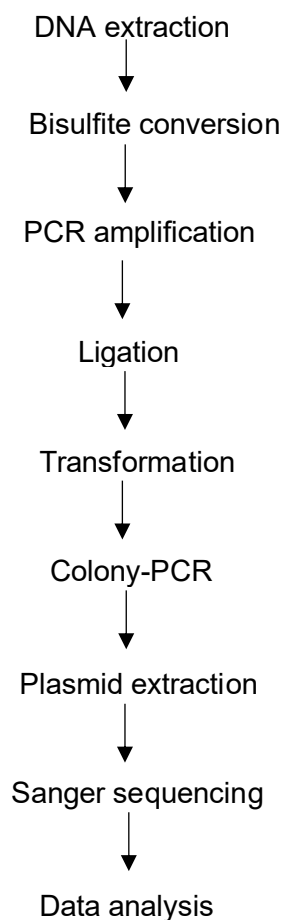 DNA extraction
Bisulfite conversion
PCR amplification
Ligation
Transformation
Colony-PCR
Plasmid extraction
Sanger sequencing
Data analysis